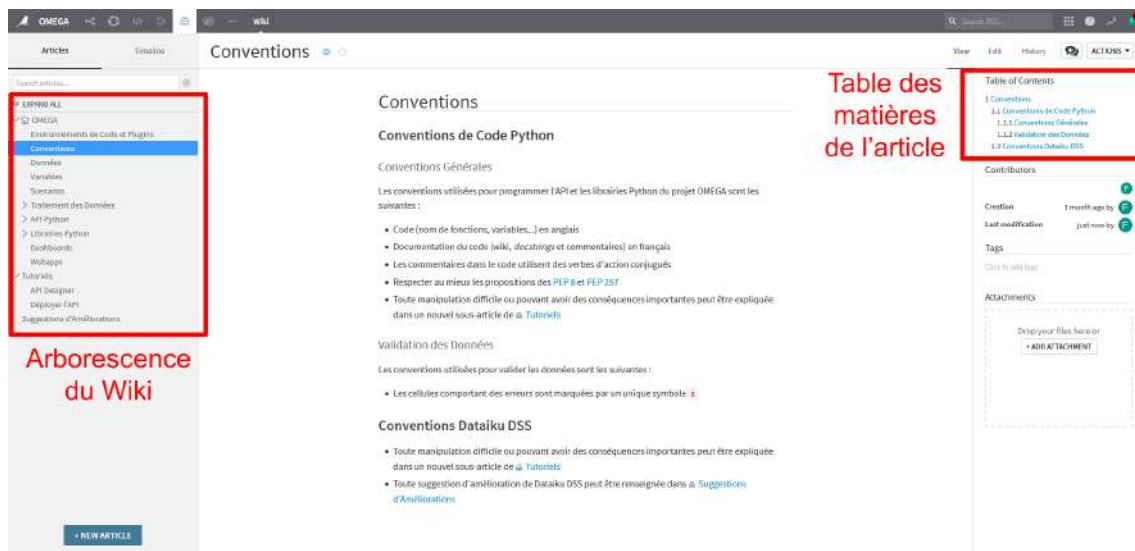 OMEGA
Wiki
Search DSS...
Articles
Timeline
Conventions
View
Edit
History
ACTIONS
Search articles...
EXPAND ALL
OMEGA
Environnements de Code et Plugins
Conventions
Données
Variables
Scenarios
Traitement des Données
API Python
Librairies Python
Dashboards
Webapps
Tutoriels
API Designer
Déployer l'API
Suggestions d'Améliorations
Arborescence
du Wiki
+ NEW ARTICLE
Conventions
Conventions de Code Python
Conventions Générales
Les conventions utilisées pour programmer l'API et les librairies Python du projet OMEGA sont les
suivantes :
• Code (nom de fonctions, variables...) en anglais
• Documentation du code (wiki, docstrings et commentaires) en français
• Les commentaires dans le code utilisent des verbes d'action conjugués
• Respecter au mieux les propositions des PEP 8 et PEP 257
• Toute manipulation difficile ou pouvant avoir des conséquences importantes peut être expliquée
dans un nouvel sous-article de Tutoriels
Validation des Données
Les conventions utilisées pour valider les données sont les suivantes :
• Les cellules comportant des erreurs sont marquées par un unique symbole
Conventions Dataiku DSS
• Toute manipulation difficile ou pouvant avoir des conséquences importantes peut être expliquée
dans un nouvel sous-article de Tutoriels
• Toute suggestion d'amélioration de Dataiku DSS peut être renseignée dans Suggestions
d'Améliorations
Table des
matières
de l'article
Table of Contents
1 Conventions
1.1 Conventions de Code Python
1.1.1 Conventions Générales
1.1.2 Validation des Données
1.2 Conventions Dataiku DSS
Contributors
Creation
1 month ago by
Last modification
just now by
Tags
Click to add tags
Attachments
Drop your files here or
+ ADD ATTACHMENT